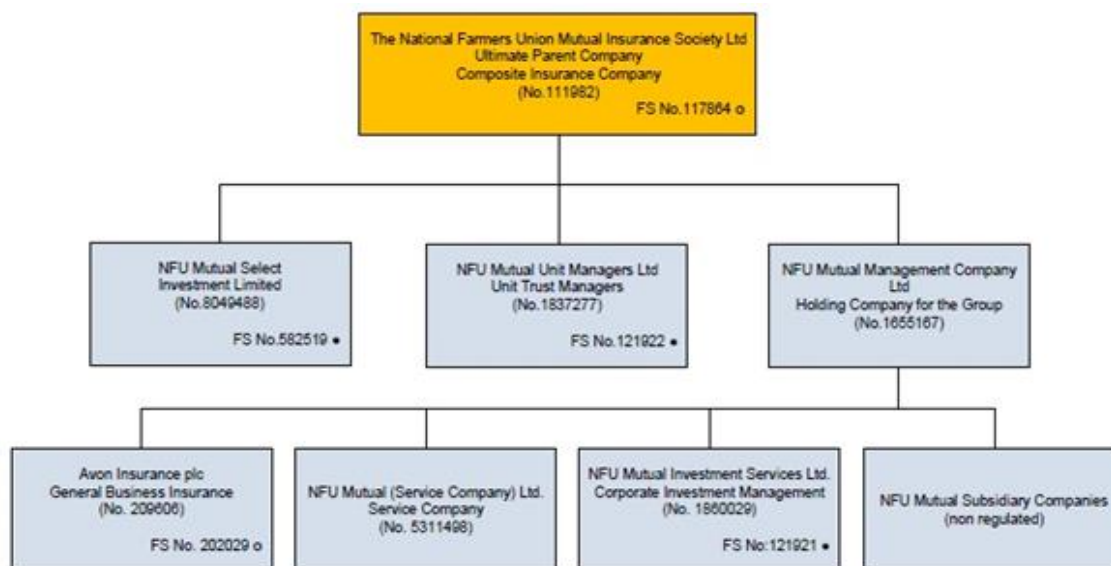 The National Farmers Union Mutual Insurance Society Ltd
Ultimate Parent Company
Composite Insurance Company
(No.111982)
FS No.117864 o
NFU Mutual Select
Investment Limited
(No.8049488)
FS No.582519 •
NFU Mutual Unit Managers Ltd
Unit Trust Managers
(No.1837277)
FS No.121922 •
NFU Mutual Management Company
Ltd
Holding Company for the Group
(No.1655167)
Avon Insurance plc
General Business Insurance
(No. 209606)
FS No. 202029 o
NFU Mutual (Service Company) Ltd.
Service Company
(No. 5311498)
NFU Mutual Investment Services Ltd.
Corporate Investment Management
(No. 1860029)
FS No:121921 •
NFU Mutual Subsidiary Companies
(non regulated)